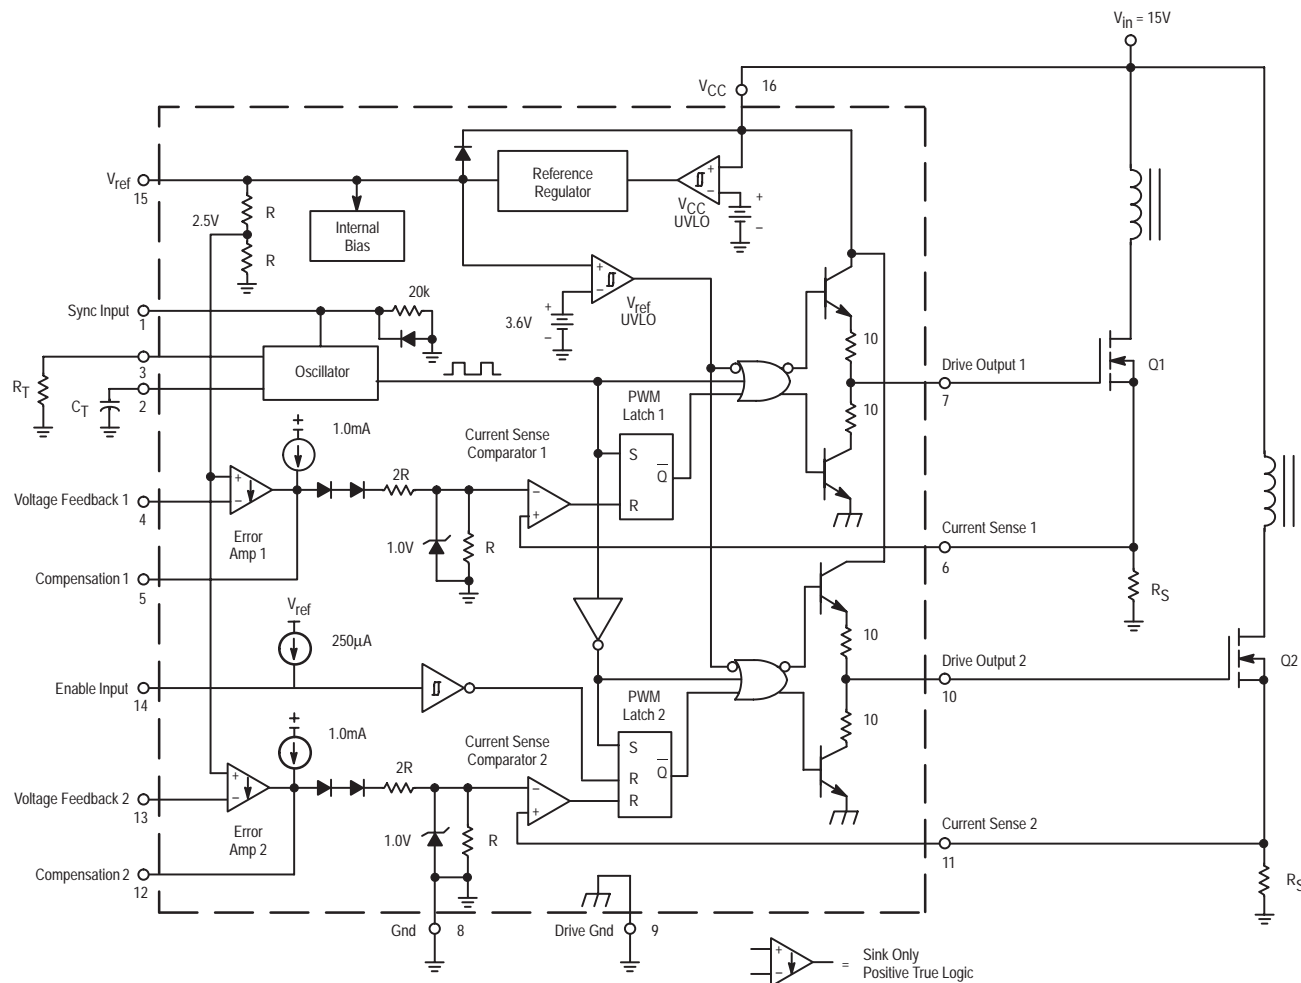 Vin = 15V
VCC 16
Vref
15
2.5V
R
R
Internal
Bias
Reference
Regulator
+
−
VCC
UVLO
+
−
Sync Input
1
20k
+
−
3.6V
+
−
Vref
UVLO
3
RT
2
CT
Oscillator
10
10
Drive Output 1
7
Q1
+
1.0mA
Current Sense
Comparator 1
PWM
Latch 1
S
R
Q
2R
Voltage Feedback 1
4
+
−
Error
Amp 1
−
+
1.0V
R
Current Sense 1
6
Compensation 1
5
RS
Vref
250µA
Enable Input
14
10
10
Drive Output 2
10
Q2
+
1.0mA
Current Sense
Comparator 2
PWM
Latch 2
S
R
R
Q
2R
Voltage Feedback 2
13
+
−
Error
Amp 2
−
+
1.0V
R
Current Sense 2
11
Compensation 2
12
RS
Gnd 8
Drive Gnd 9
+
−
=
Sink Only
Positive True Logic